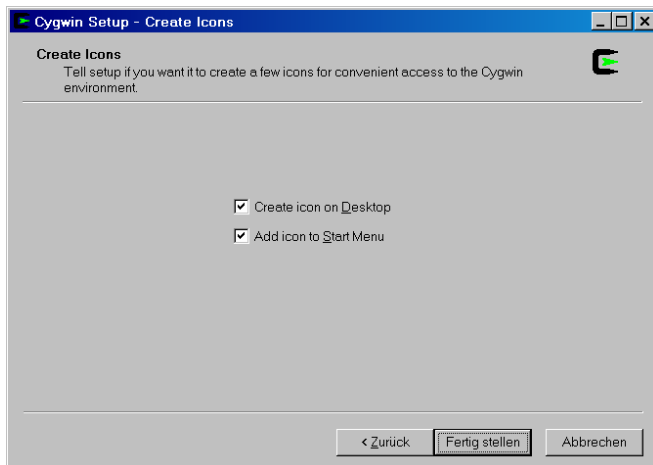 Cygwin Setup - Create Icons
Create Icons
Tell setup if you want it to create a few icons for convenient access to the Cygwin
environment.
Create icon on Desktop
Add icon to Start Menu
< Zurück Fertig stellen Abbrechen